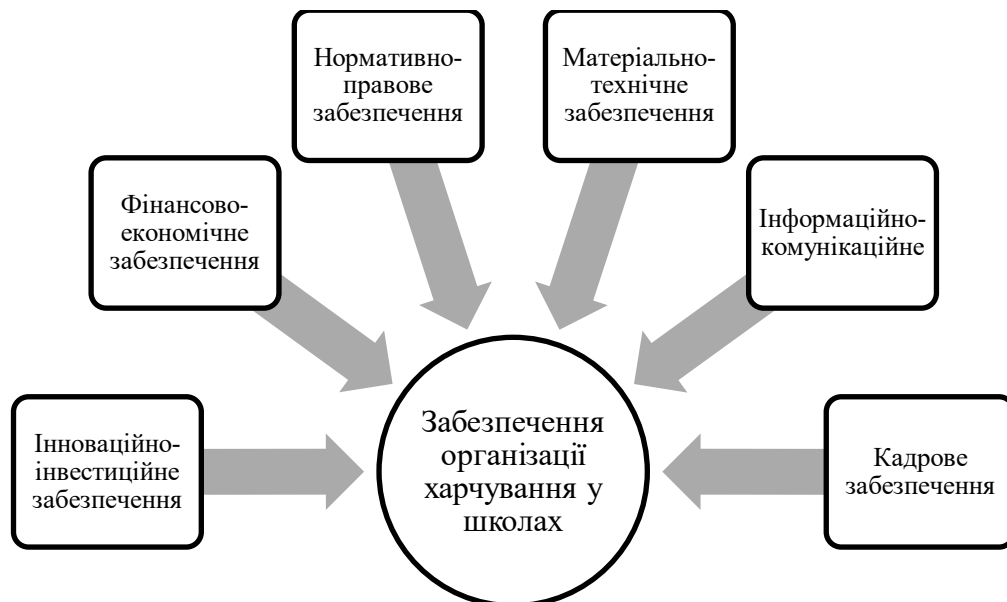 Нормативно-
правове
забезпечення
Матеріально-
технічне
забезпечення
Фінансово-
економічне
забезпечення
Інформаційно-
комунікаційне
Інноваційно-
інвестиційне
забезпечення
Забезпечення
організації
харчування у
школах
Кадрове
забезпечення